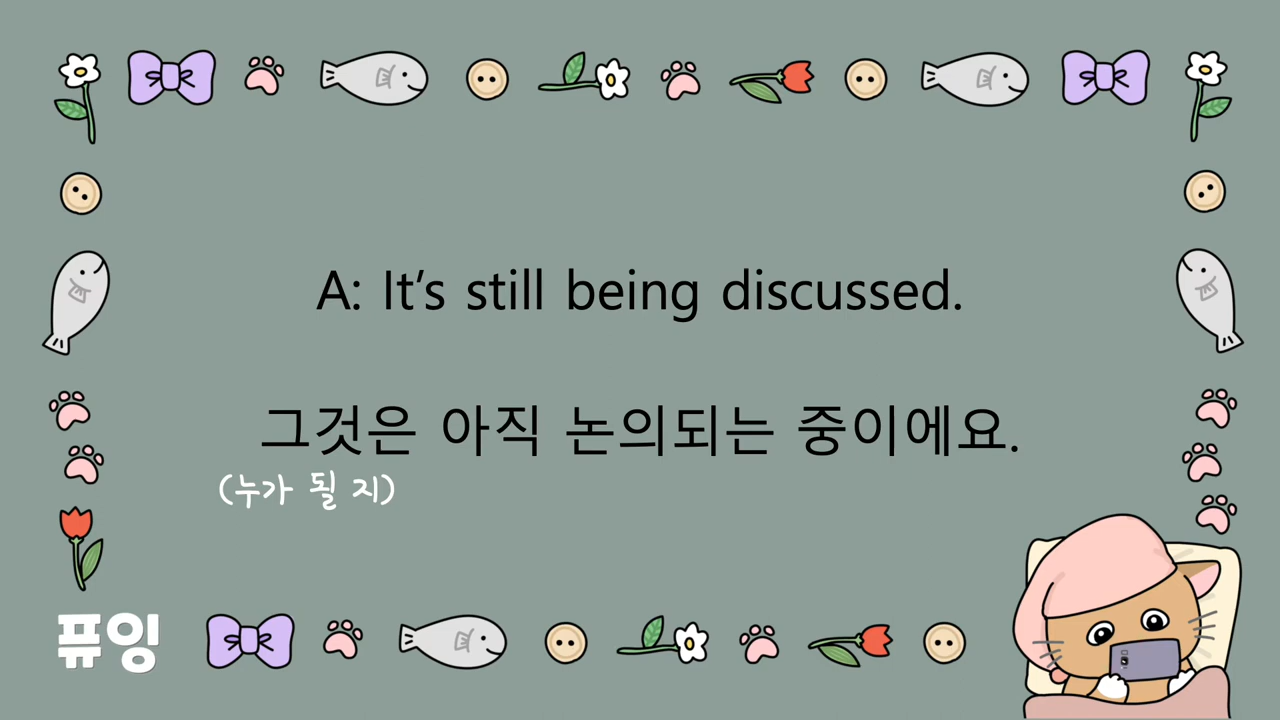 A: It’s still being discussed.
그것은 아직 논의되는 중이에요.
(누가 될 지)
퓨잉